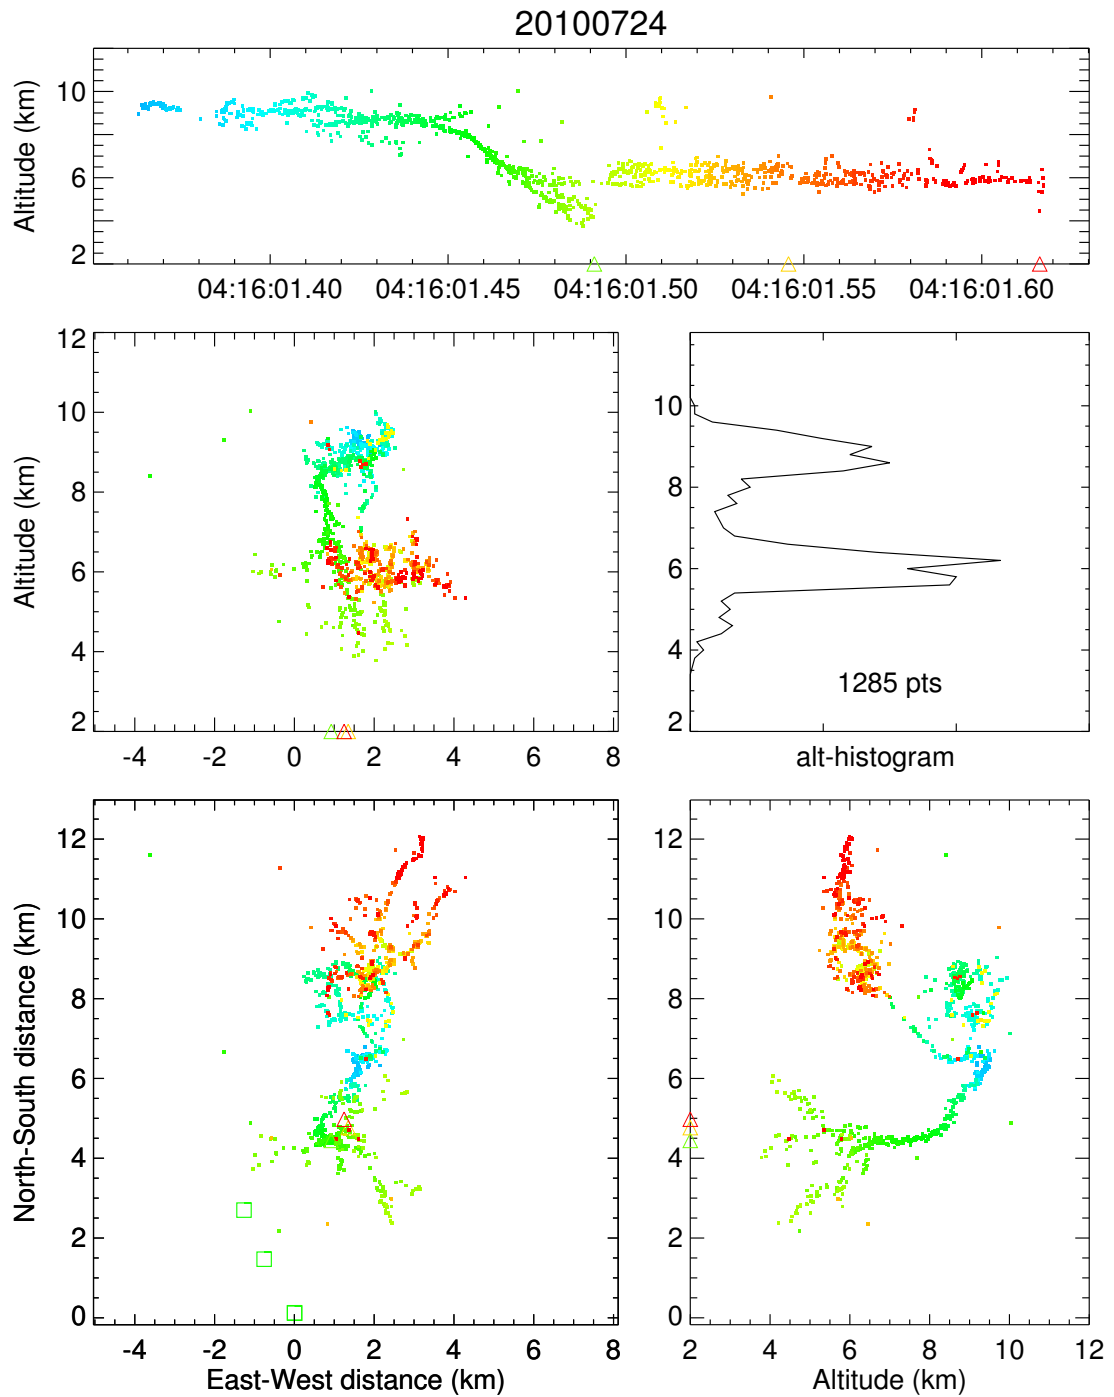 20100724
Altitude (km)
10
6
2
04:16:01.40 04:16:01.45 04:16:01.50 04:16:01.55 04:16:01.60
Altitude (km)
12
10
8
6
4
2
-4 -2 0 2 4 6 8
10
8
6
4
2
1285 pts
alt-histogram
North-South distance (km)
12
10
8
6
4
2
0
-4 -2 0 2 4 6 8
East-West distance (km)
12
10
8
6
4
2
0
2 4 6 8 10 12
Altitude (km)